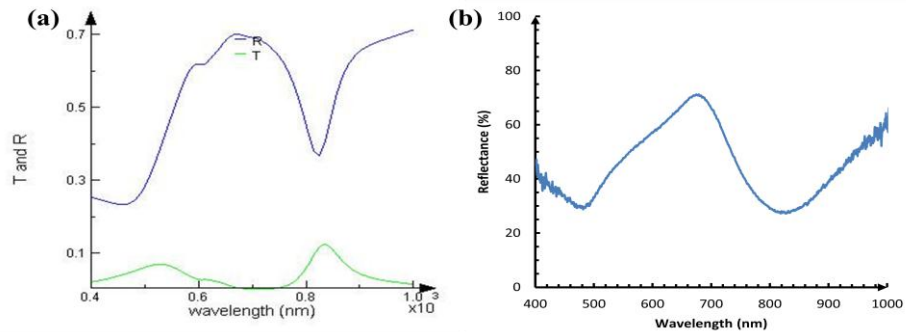 (a)
0.7
0.5
0.3
0.1
T and R
R
T
0.4
0.6
0.8
1.0
x10 3
wavelength (nm)
(b)
100
80
60
40
20
0
Reflectance (%)
400
500
600
700
800
900
1000
Wavelength (nm)